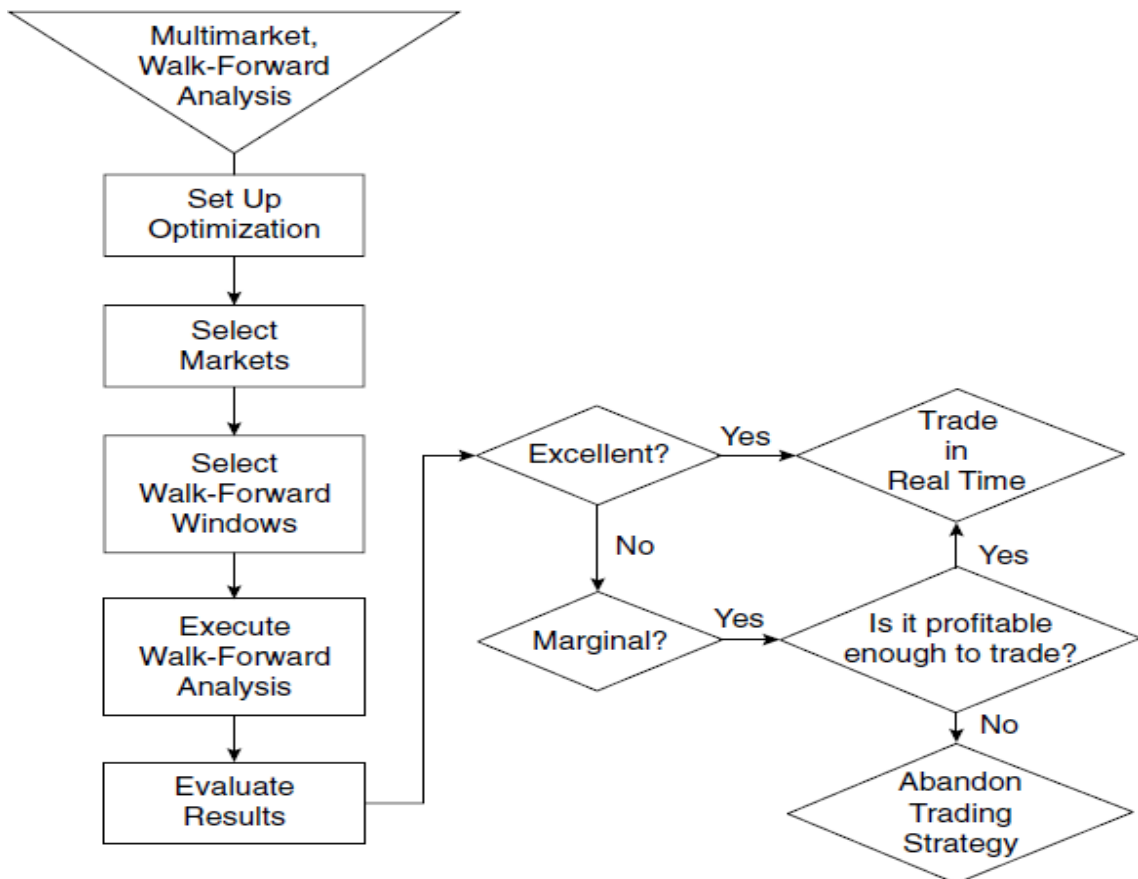 Multimarket,
Walk-Forward
Analysis
Set Up
Optimization
Select
Markets
Select
Walk-Forward
Windows
Execute
Walk-Forward
Analysis
Evaluate
Results
Excellent?
Yes
Trade
in
Real Time
No
Marginal?
Yes
Is it profitable
enough to trade?
Yes
No
Abandon
Trading
Strategy